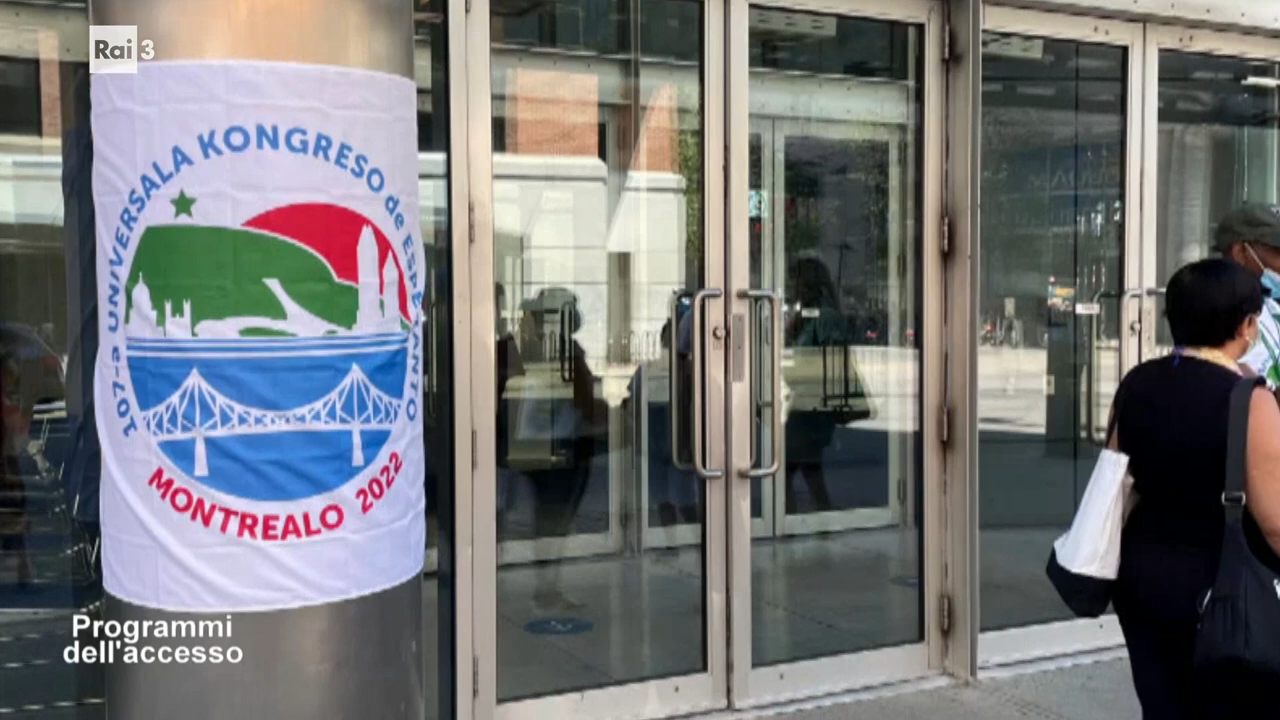 Rai 3
107-a UNIVERSALA KONGRESO de ESPERANTO
MONTREALO 2022
Programmi
dell'accesso